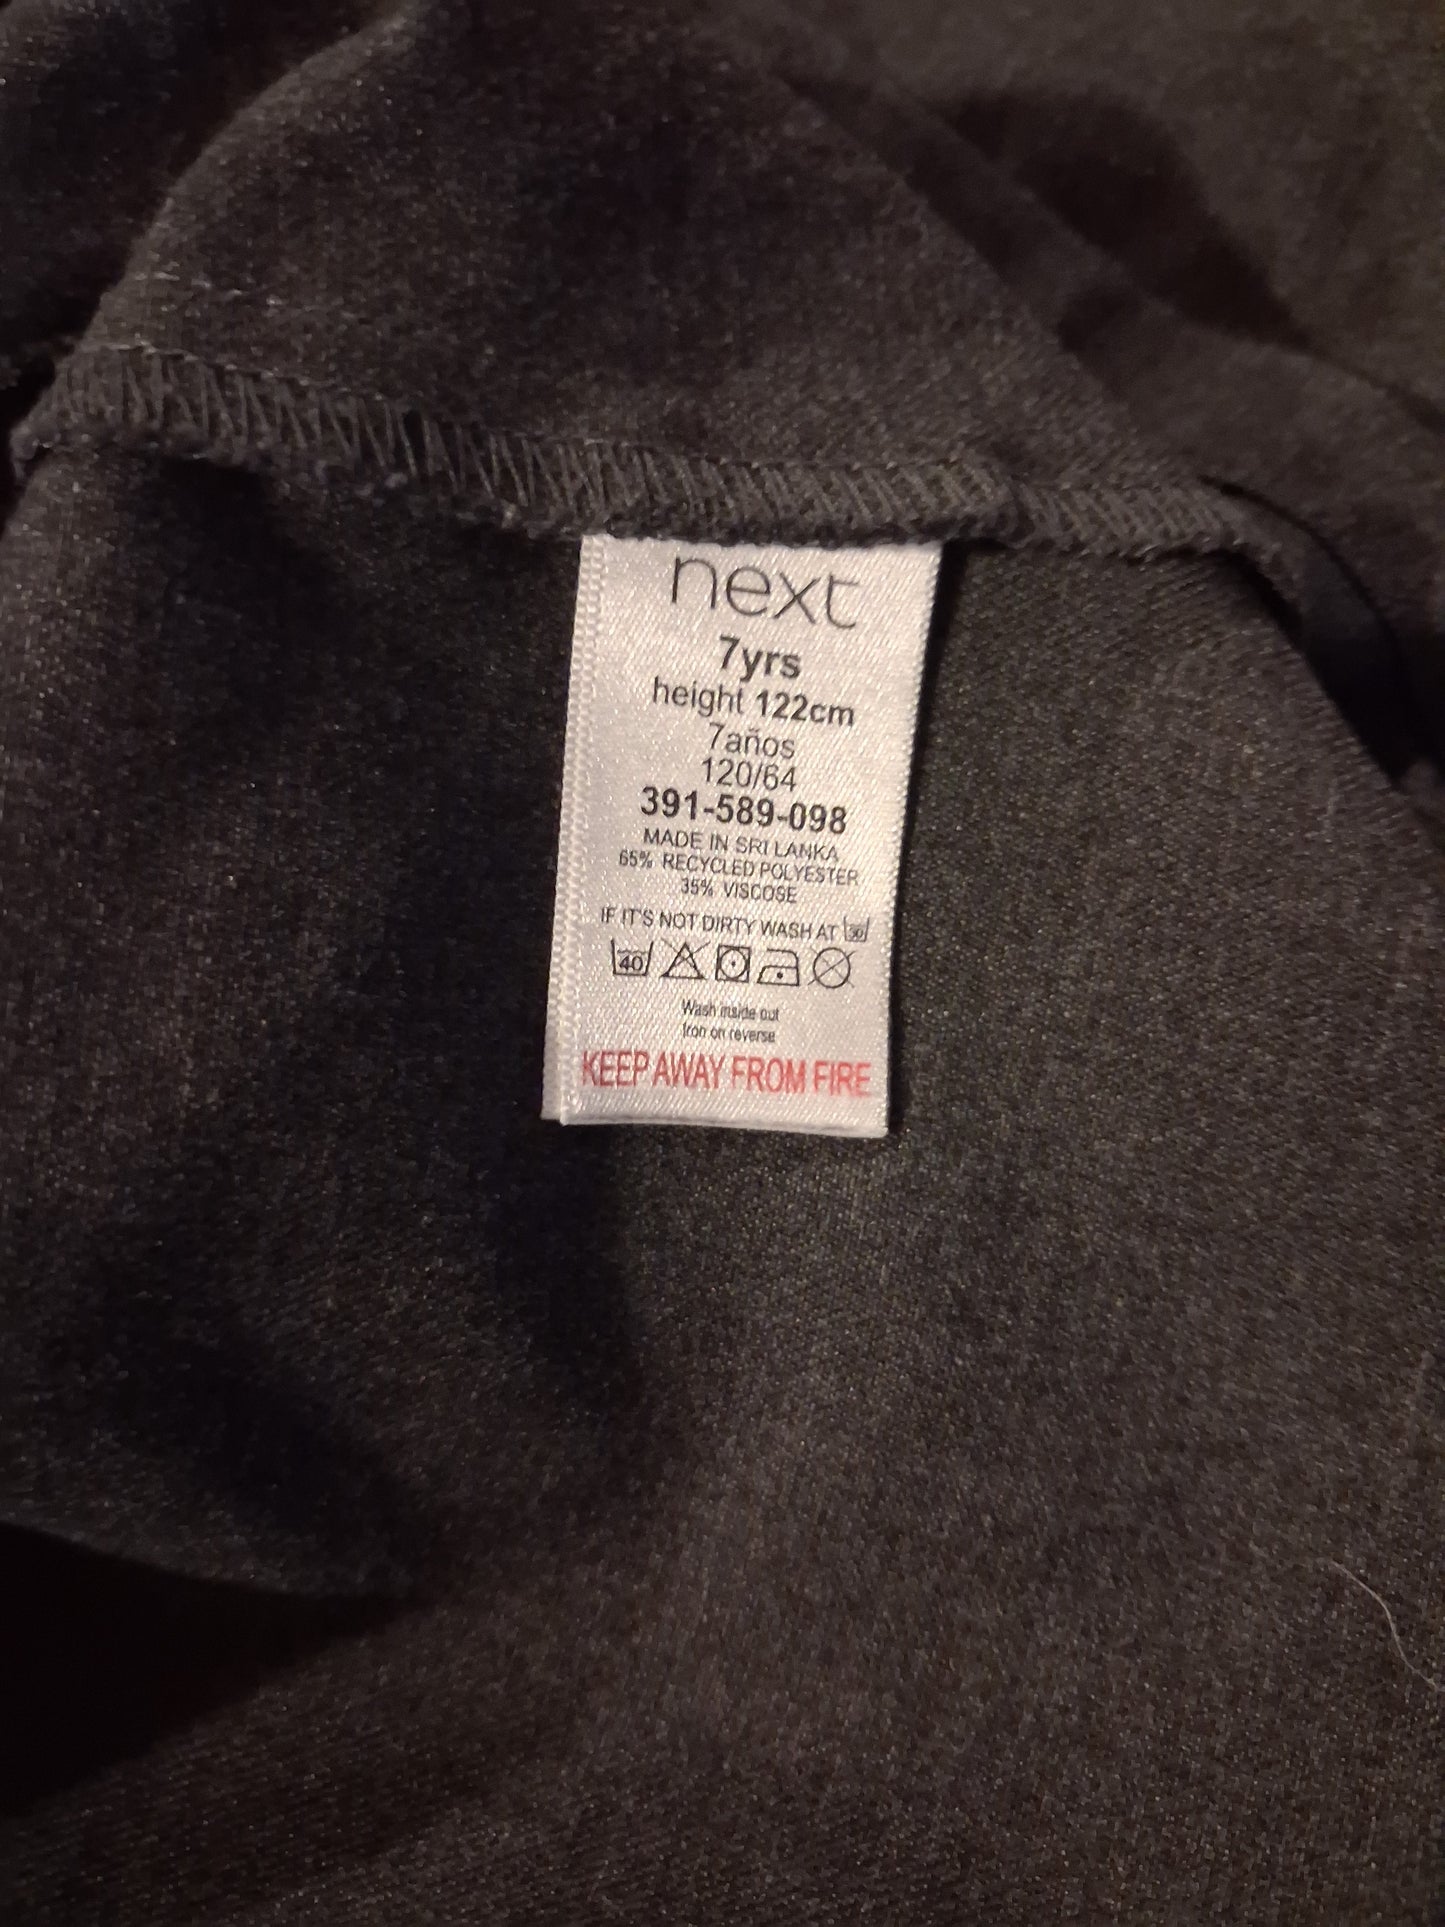 next
7yrs
height 122cm
7años
120/64
391-589-098
MADE IN SRI LANKA
65% RECYCLED POLYESTER
35% VISCOSE
IF IT'S NOT DIRTY WASH AT 30
40
Wash inside out
Iron on reverse
KEEP AWAY FROM FIRE